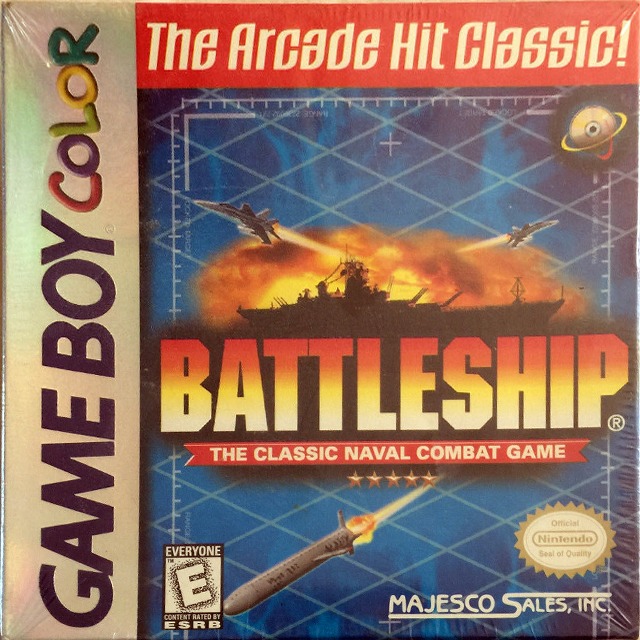 The Arcade Hit Classic!
GAME BOY COLOR
BATTLESHIP®
THE CLASSIC NAVAL COMBAT GAME
EVERYONE
E
CONTENT RATED BY
ESRB
Official
Nintendo
Seal of Quality
MAJESCO SALES, INC.